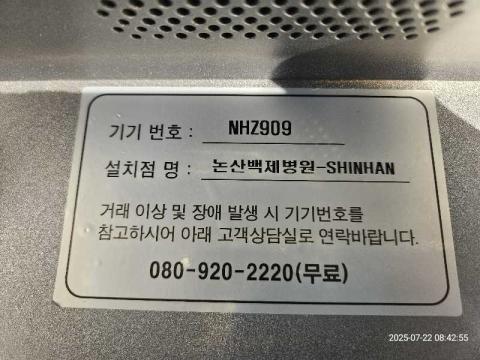 기기 번호 : NHZ909
설치점 명 : 논산백제병원-SHINHAN
거래 이상 및 장애 발생 시 기기번호를
참고하시어 아래 고객상담실로 연락바랍니다.
080-920-2220(무료)
2025-07-22 08:42:55